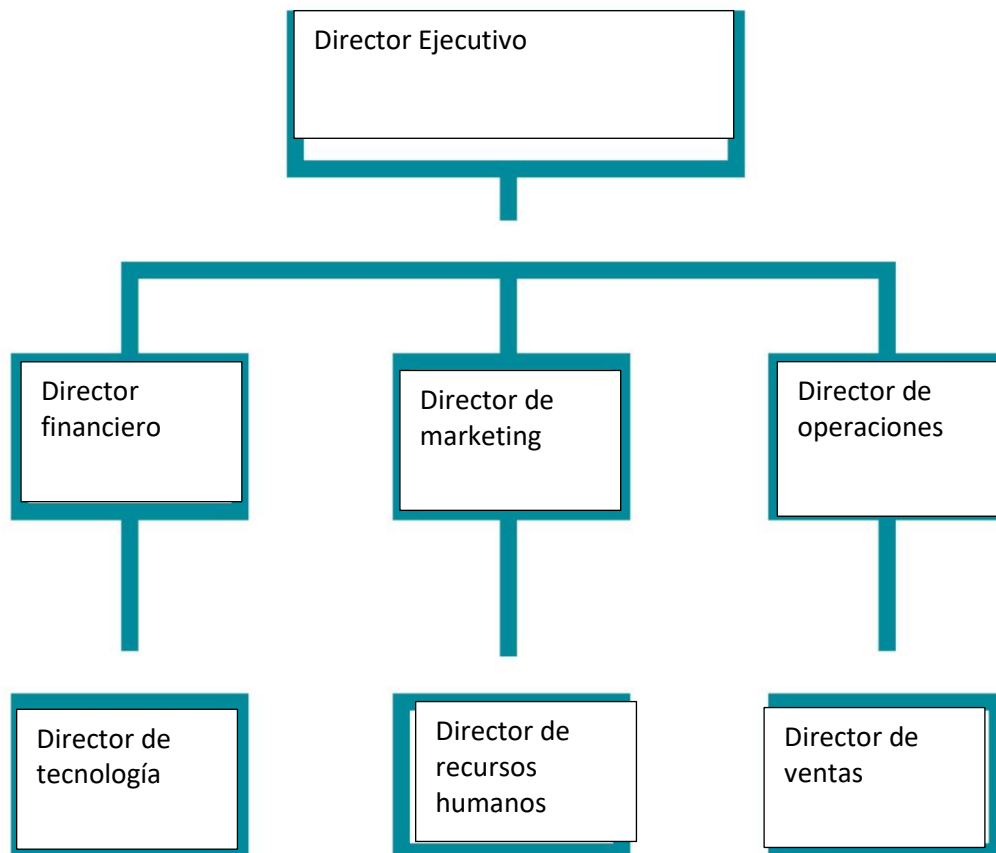 Director Ejecutivo
Director
financiero
Director de
marketing
Director de
operaciones
Director de
tecnología
Director de
recursos
humanos
Director de
ventas